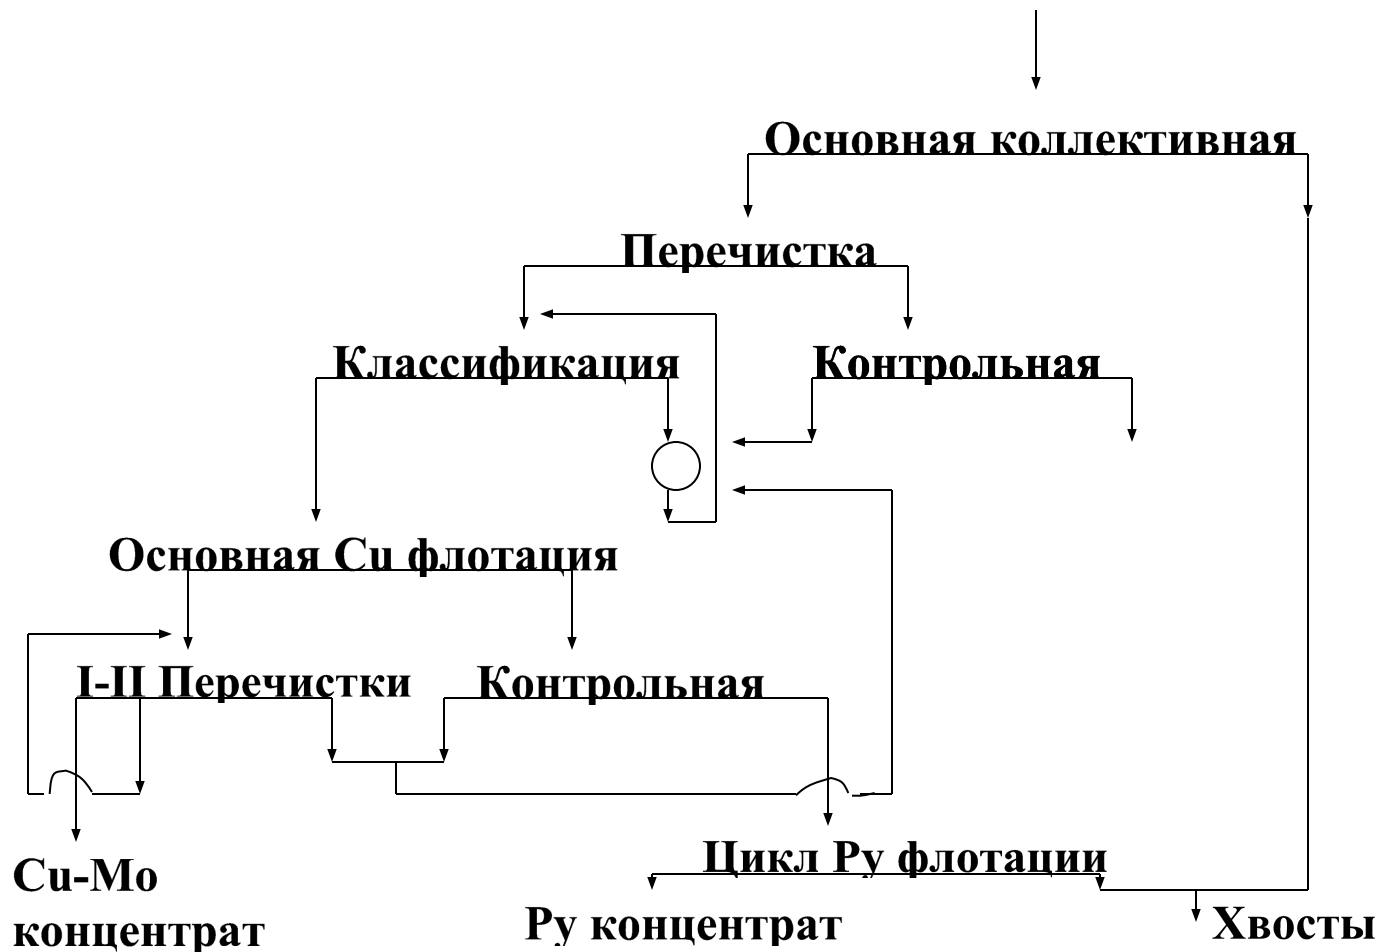 Основная коллективная
Перечистка
Классификация
Контрольная
Основная Cu флотация
I-II Перечистки
Контрольная
Cu-Mo
концентрат
Цикл Py флотации
Py концентрат
Хвосты